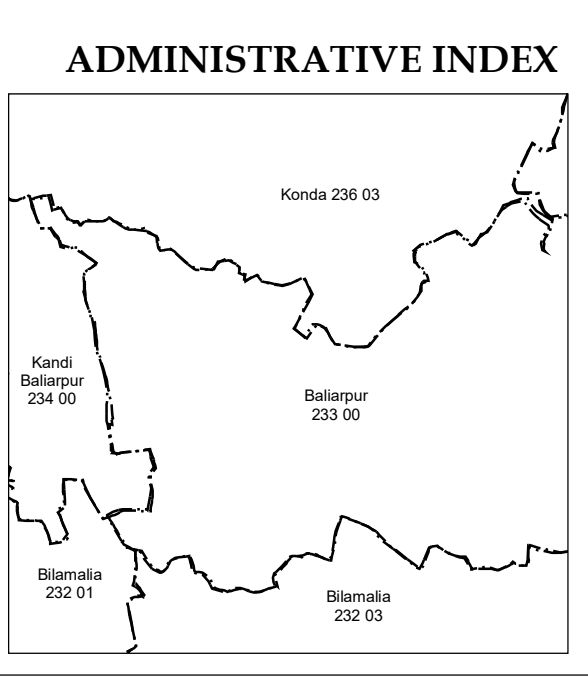 ADMINISTRATIVE INDEX
Konda 236 03
Kandi
Baliarpur
234 00
Baliarpur
233 00
Bilamalia
232 01
Bilamalia
232 03